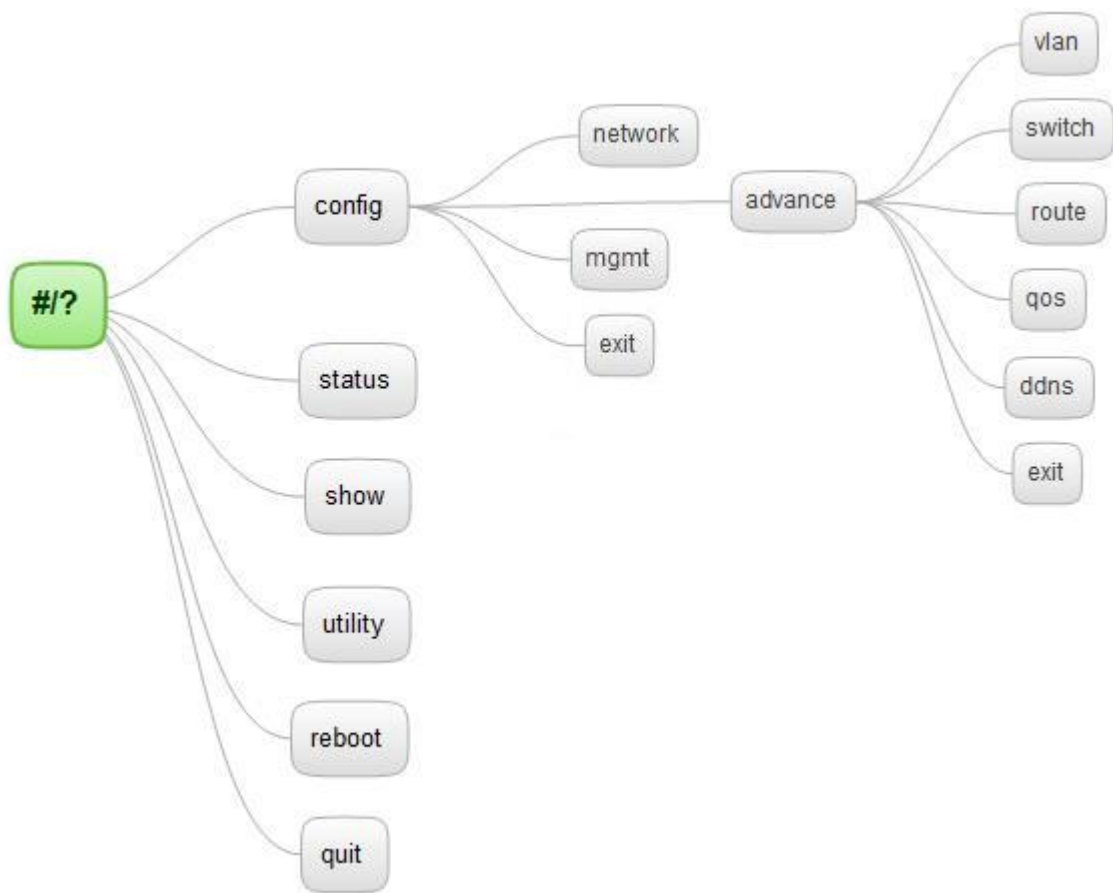 #/?
config
network
advance
mgmt
exit
vlan
switch
route
qos
ddns
exit
status
show
utility
reboot
quit